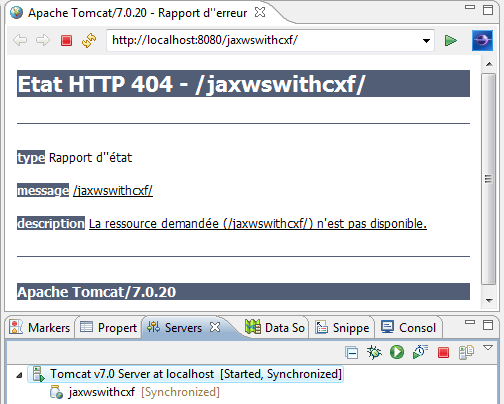 Apache Tomcat/7.0.20 - Rapport d''erreur
http://localhost:8080/jaxwswithcxf/
Etat HTTP 404 - /jaxwswithcxf/
type Rapport d''état
message /jaxwswithcxf/
description La ressource demandée (/jaxwswithcxf/) n'est pas disponible.
Apache Tomcat/7.0.20
Markers Propert Servers Data So Snippe Consol
Tomcat v7.0 Server at localhost [Started, Synchronized]
jaxwswithcxf [Synchronized]